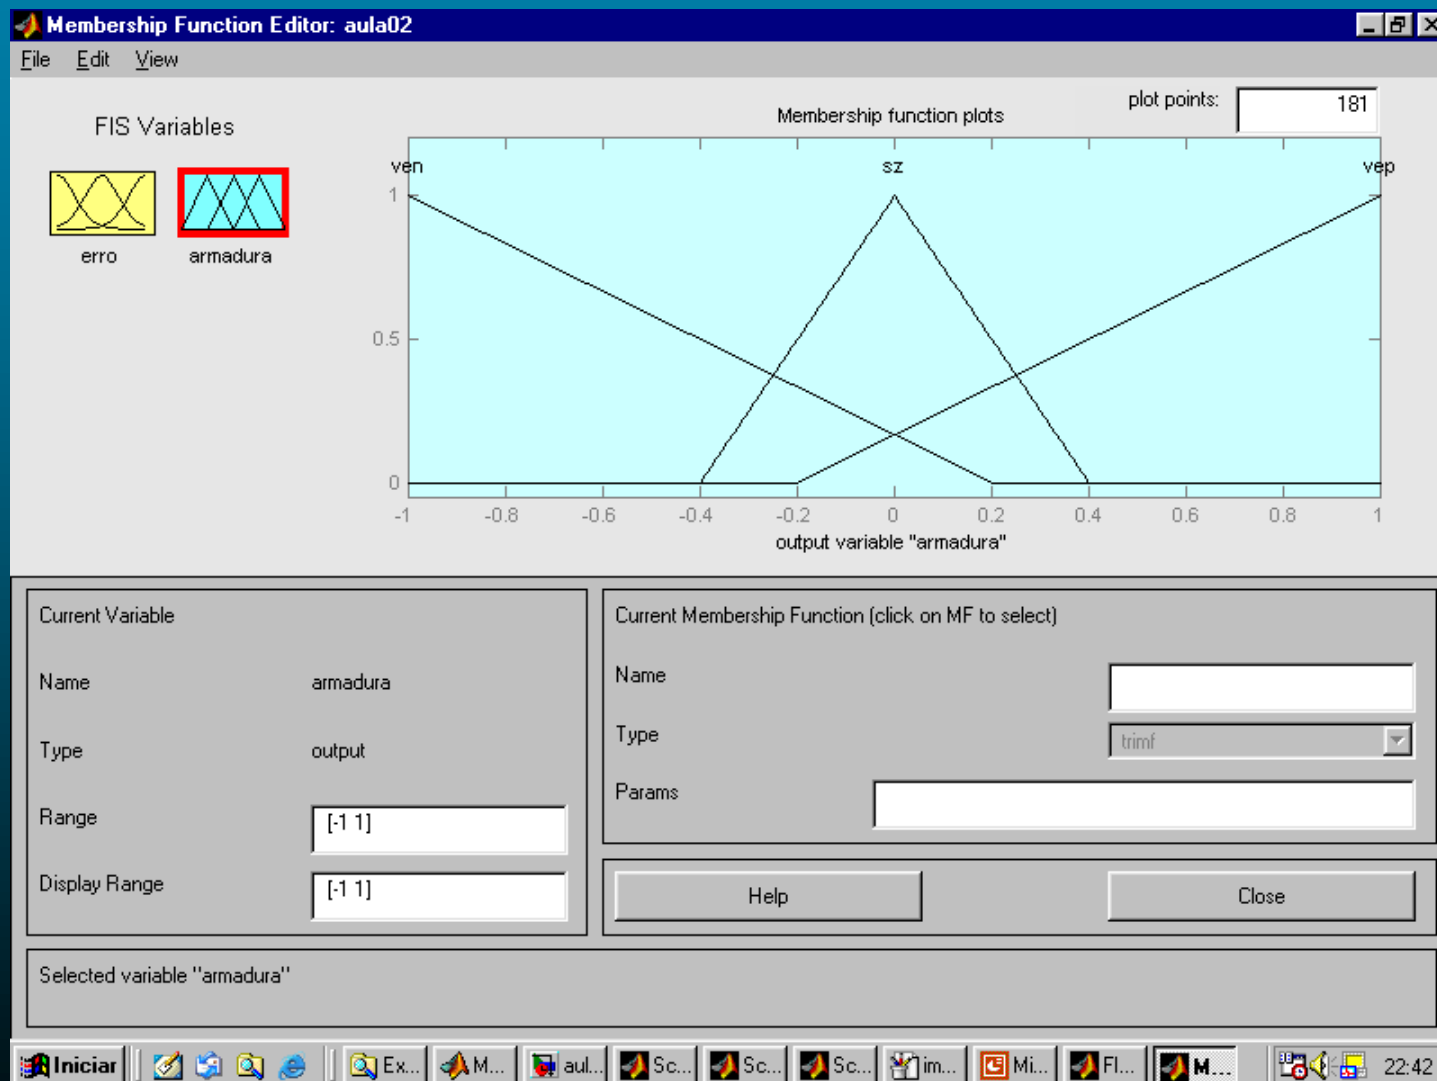 Membership Function Editor: aula02
File Edit View
FIS Variables
erro
armadura
Membership function plots
plot points:
181
ven
sz
vep
1
0.5
0
-1 -0.8 -0.6 -0.4 -0.2 0 0.2 0.4 0.6 0.8 1
output variable "armadura"
Current Variable
Name armadura
Type output
Range [-1 1]
Display Range [-1 1]
Current Membership Function (click on MF to select)
Name
Type trimf
Params
Help
Close
Selected variable "armadura"
Iniciar Ex... M... aul... Sc... Sc... Sc... im... Mi... FI... M... 22:42